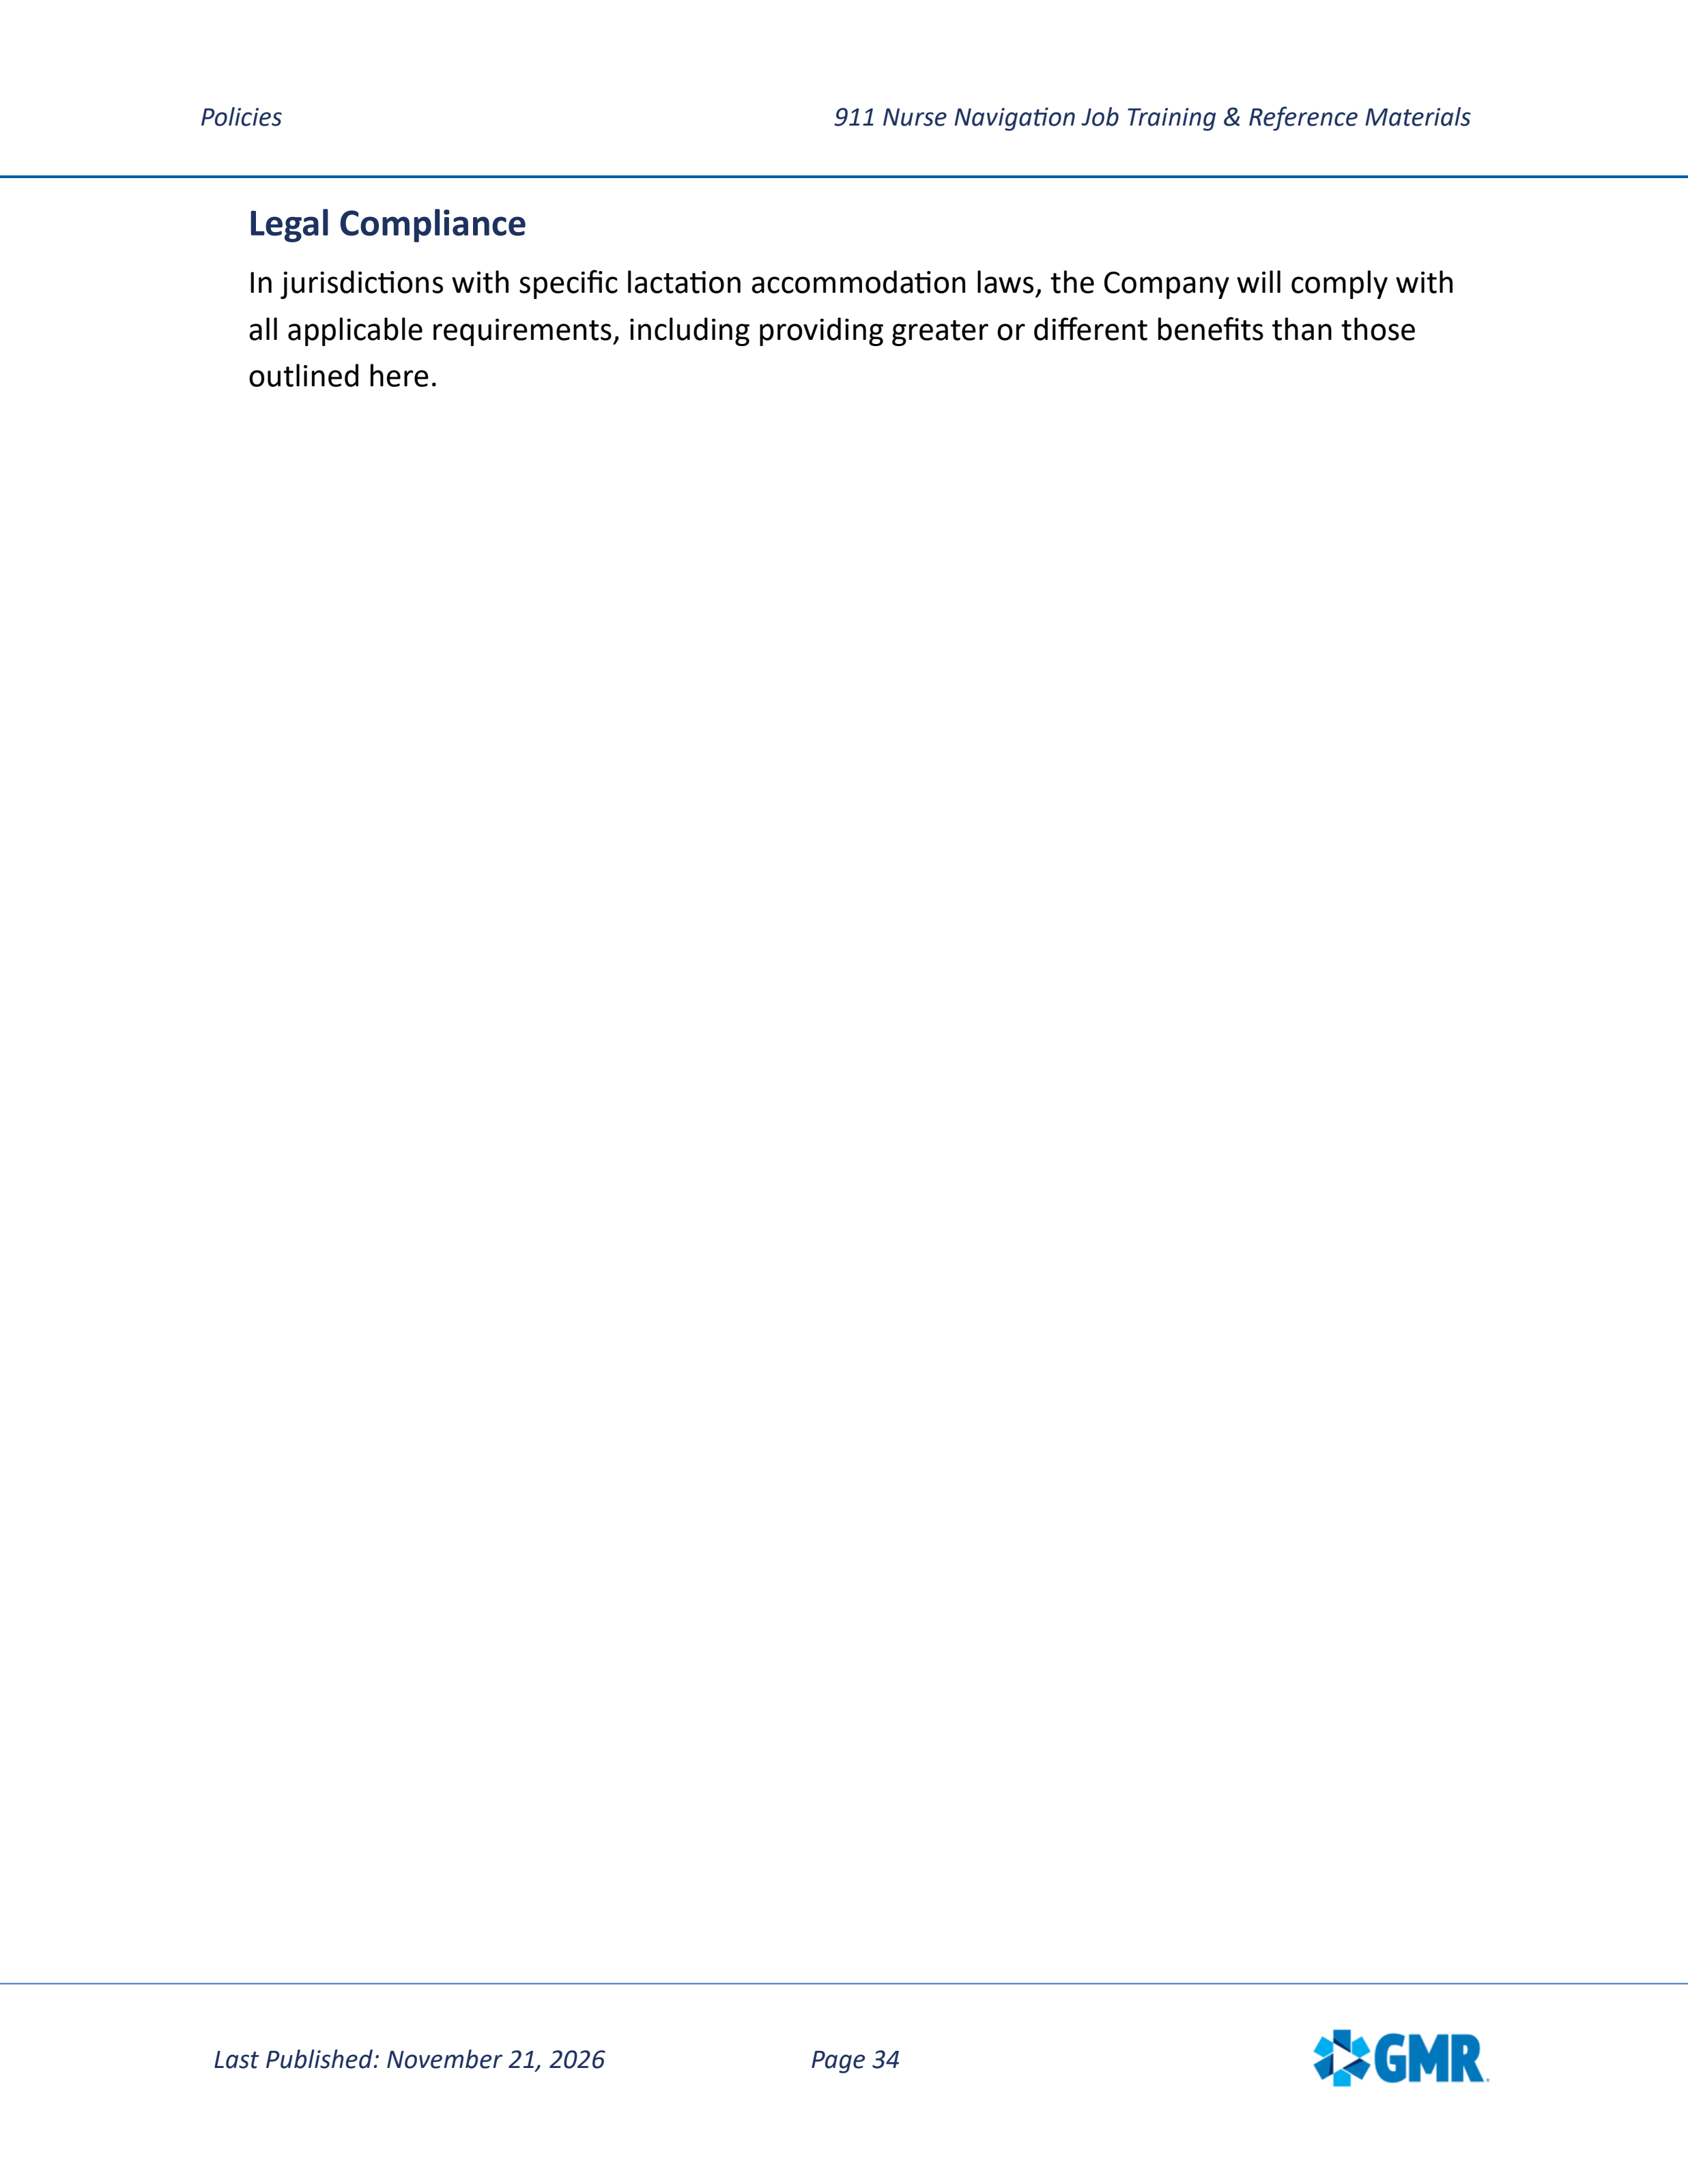 Policies
911 Nurse Navigation Job Training & Reference Materials
Legal Compliance
In jurisdictions with specific lactation accommodation laws, the Company will comply with
all applicable requirements, including providing greater or different benefits than those
outlined here.
Last Published: November 21, 2026
Page 34
GMR